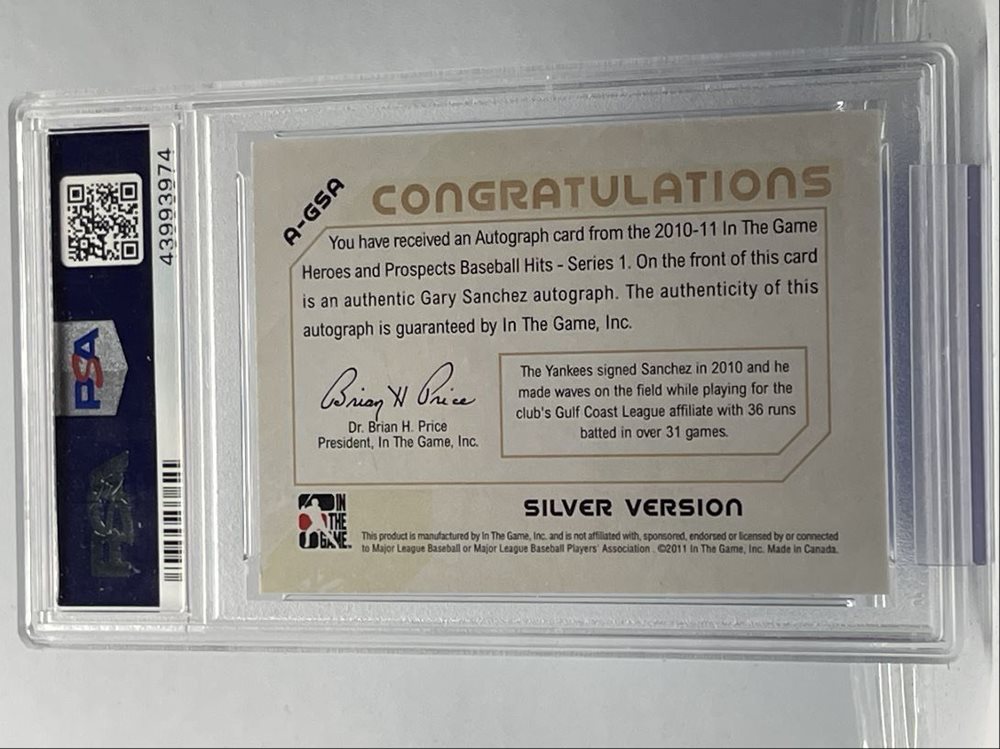 43993974
PSA
PSA
A-GSA
CONGRATULATIONS
You have received an Autograph card from the 2010-11 In The Game
Heroes and Prospects Baseball Hits - Series 1. On the front of this card
is an authentic Gary Sanchez autograph. The authenticity of this
autograph is guaranteed by In The Game, Inc.
Brian H Price
Dr. Brian H. Price
President, In The Game, Inc.
The Yankees signed Sanchez in 2010 and he
made waves on the field while playing for the
club's Gulf Coast League affiliate with 36 runs
batted in over 31 games.
IN
THE
GAME.
SILVER VERSION
This product is manufactured by In The Game, Inc. and is not affiliated with, sponsored, endorsed or licensed by or connected
to Major League Baseball or Major League Baseball Players' Association . ©2011 In The Game, Inc. Made in Canada.